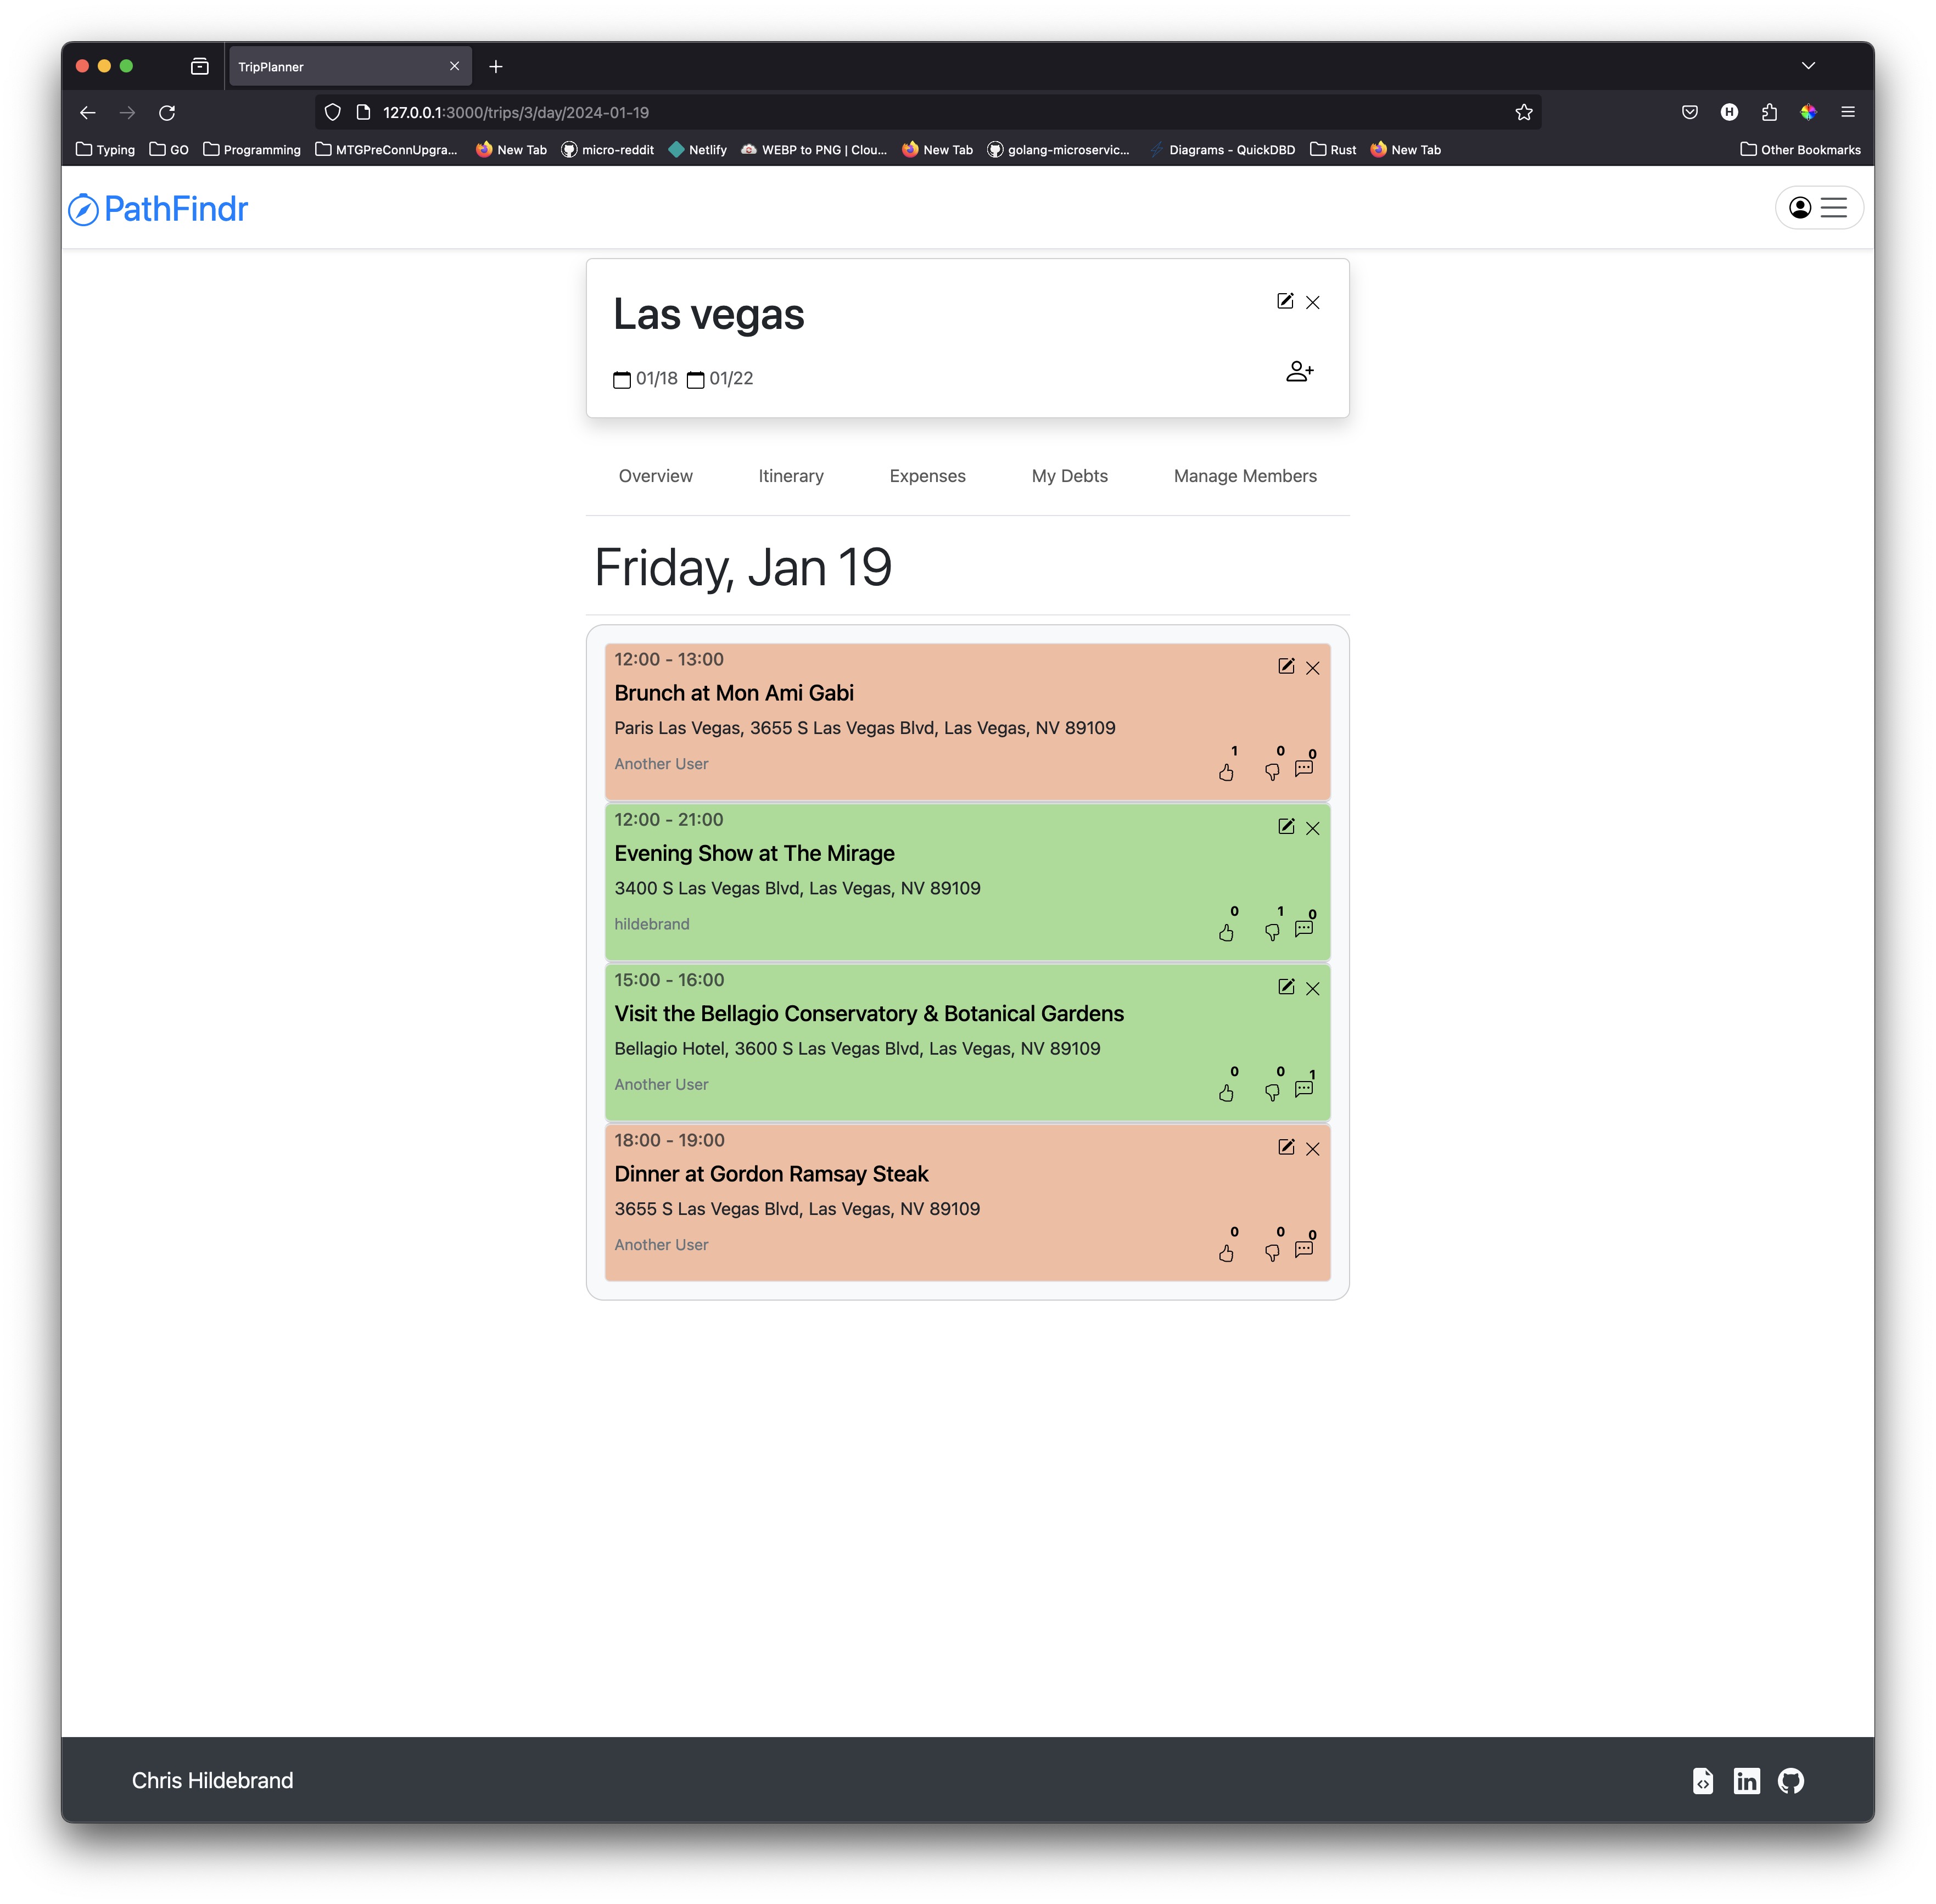 TripPlanner
127.0.0.1:3000/trips/3/day/2024-01-19
H
Typing GO Programming MTGPreConnUpgra... New Tab micro-reddit Netlify WEBP to PNG | Clou... New Tab golang-microservic... Diagrams - QuickDBD Rust New Tab Other Bookmarks
PathFindr
Las vegas
01/18 01/22
Overview Itinerary Expenses My Debts Manage Members
Friday, Jan 19
12:00 - 13:00
Brunch at Mon Ami Gabi
Paris Las Vegas, 3655 S Las Vegas Blvd, Las Vegas, NV 89109
Another User
1 0 0
12:00 - 21:00
Evening Show at The Mirage
3400 S Las Vegas Blvd, Las Vegas, NV 89109
hildebrand
0 1 0
15:00 - 16:00
Visit the Bellagio Conservatory & Botanical Gardens
Bellagio Hotel, 3600 S Las Vegas Blvd, Las Vegas, NV 89109
Another User
0 0 1
18:00 - 19:00
Dinner at Gordon Ramsay Steak
3655 S Las Vegas Blvd, Las Vegas, NV 89109
Another User
0 0 0
Chris Hildebrand
in